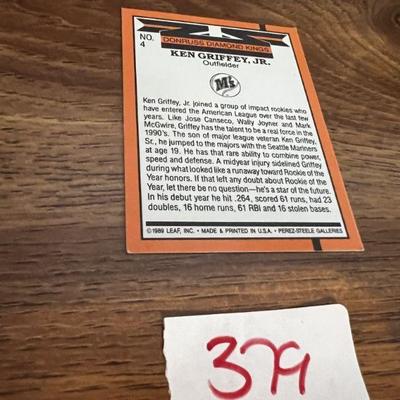 NO.
4
DONRUSS DIAMOND KINGS
KEN GRIFFEY, JR.
Outfielder
M's
Ken Griffey, Jr. joined a group of impact rookies who
have entered the American League over the last few
years. Like Jose Canseco, Wally Joyner and Mark
McGwire, Griffey has the talent to be a real force in the
1990's. The son of major league veteran Ken Griffey,
Sr., he jumped to the majors with the Seattle Mariners
at age 19. He has that rare ability to combine power,
speed and defense. A midyear injury sidelined Griffey
during what looked like a runaway toward Rookie of the
Year honors. If that left any doubt about Rookie of the
Year, let there be no question—he's a star of the future.
In his debut year he hit .264, scored 61 runs, had 23
doubles, 16 home runs, 61 RBI and 16 stolen bases.
©1989 LEAF, INC. • MADE & PRINTED IN U.S.A. • PEREZ-STEELE GALLERIES
379